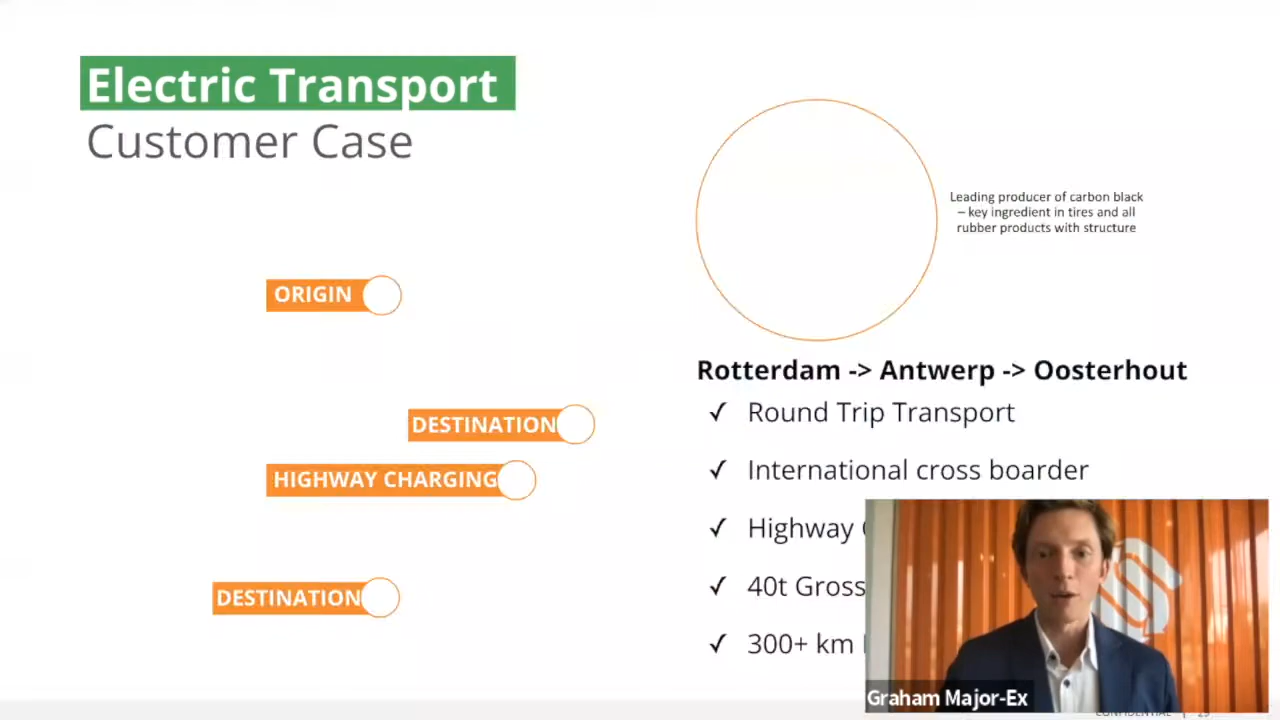 Electric Transport
Customer Case
Leading producer of carbon black
– key ingredient in tires and all
rubber products with structure
ORIGIN
DESTINATION
HIGHWAY CHARGING
DESTINATION
Rotterdam -> Antwerp -> Oosterhout
✓ Round Trip Transport
✓ International cross boarder
✓ Highway
✓ 40t Gross
✓ 300+ km
Graham Major-Ex
CONFIDENTIAL